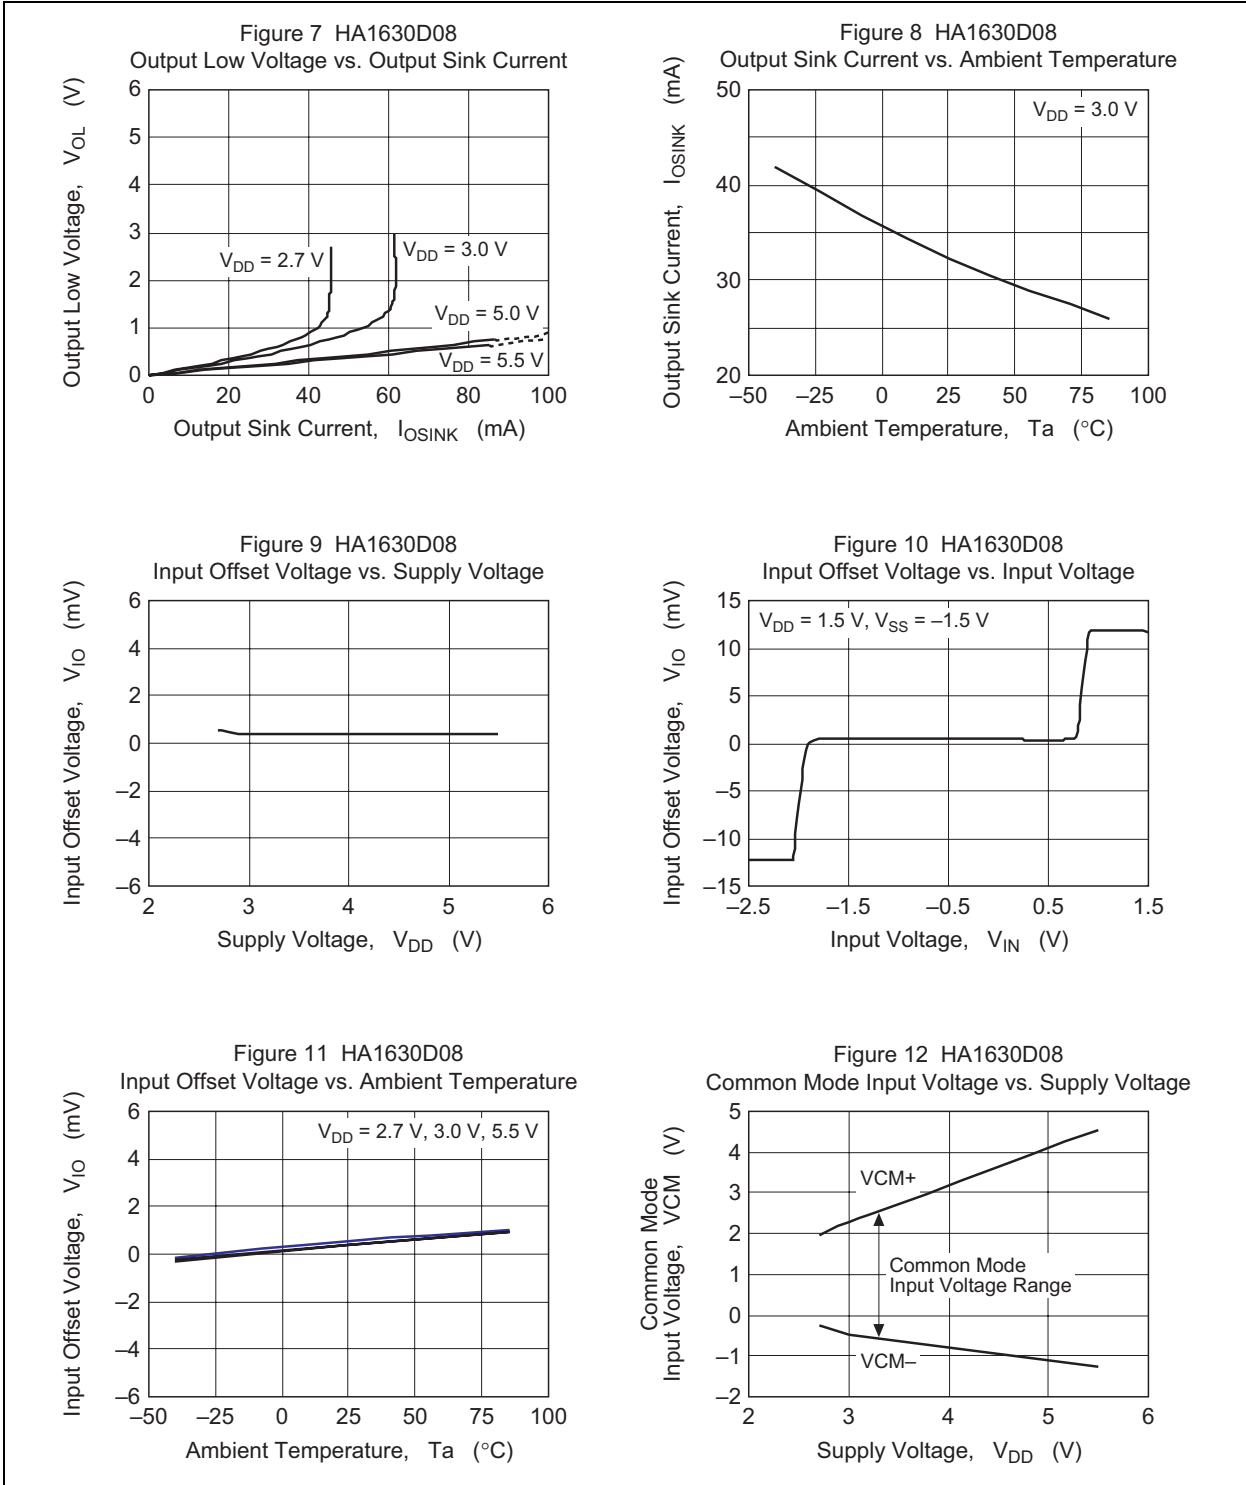 Figure 7  HA1630D08
Output Low Voltage vs. Output Sink Current
Output Low Voltage,  VOL  (V)
6
5
4
3
2
1
0
VDD = 2.7 V
VDD = 3.0 V
VDD = 5.0 V
VDD = 5.5 V
0 20 40 60 80 100
Output Sink Current,  IOSINK  (mA)
Figure 8  HA1630D08
Output Sink Current vs. Ambient Temperature
Output Sink Current,  IOSINK  (mA)
50
40
30
20
VDD = 3.0 V
–50 –25 0 25 50 75 100
Ambient Temperature,  Ta  (°C)
Figure 9  HA1630D08
Input Offset Voltage vs. Supply Voltage
Input Offset Voltage,  VIO  (mV)
6
4
2
0
–2
–4
–6
2 3 4 5 6
Supply Voltage,  VDD  (V)
Figure 10  HA1630D08
Input Offset Voltage vs. Input Voltage
Input Offset Voltage,  VIO  (mV)
15
10
5
0
–5
–10
–15
VDD = 1.5 V, VSS = –1.5 V
–2.5 –1.5 –0.5 0.5 1.5
Input Voltage,  VIN  (V)
Figure 11  HA1630D08
Input Offset Voltage vs. Ambient Temperature
Input Offset Voltage,  VIO  (mV)
6
4
2
0
–2
–4
–6
VDD = 2.7 V, 3.0 V, 5.5 V
–50 –25 0 25 50 75 100
Ambient Temperature,  Ta  (°C)
Figure 12  HA1630D08
Common Mode Input Voltage vs. Supply Voltage
Common Mode
Input Voltage,  VCM  (V)
5
4
3
2
1
0
–1
–2
VCM+
Common Mode
Input Voltage Range
VCM–
2 3 4 5 6
Supply Voltage,  VDD  (V)